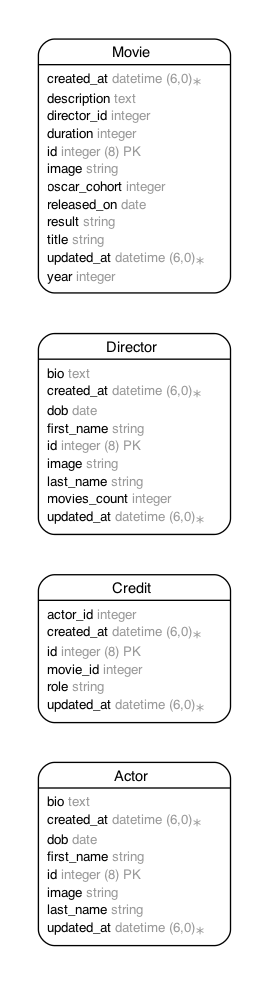 Movie
created_at datetime (6,0)∗
description text
director_id integer
duration integer
id integer (8) PK
image string
oscar_cohort integer
released_on date
result string
title string
updated_at datetime (6,0)∗
year integer
Director
bio text
created_at datetime (6,0)∗
dob date
first_name string
id integer (8) PK
image string
last_name string
movies_count integer
updated_at datetime (6,0)∗
Credit
actor_id integer
created_at datetime (6,0)∗
id integer (8) PK
movie_id integer
role string
updated_at datetime (6,0)∗
Actor
bio text
created_at datetime (6,0)∗
dob date
first_name string
id integer (8) PK
image string
last_name string
updated_at datetime (6,0)∗